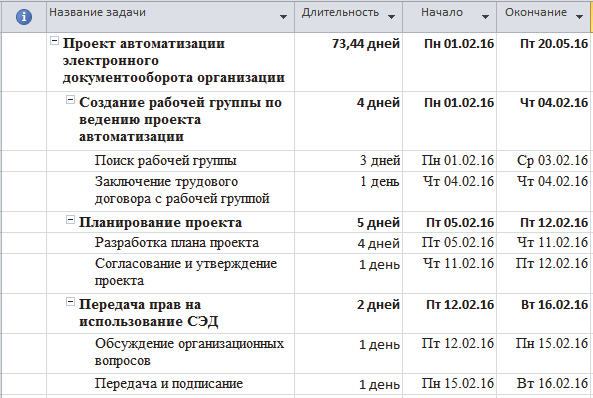 Название задачи Длительность Начало Окончание
Проект автоматизации электронного документооборота организации 73,44 дней Пн 01.02.16 Пт 20.05.16
Создание рабочей группы по ведению проекта автоматизации 4 дней Пн 01.02.16 Чт 04.02.16
Поиск рабочей группы 3 дней Пн 01.02.16 Ср 03.02.16
Заключение трудового договора с рабочей группой 1 день Чт 04.02.16 Чт 04.02.16
Планирование проекта 5 дней Пт 05.02.16 Пт 12.02.16
Разработка плана проекта 4 дней Пт 05.02.16 Чт 11.02.16
Согласование и утверждение проекта 1 день Чт 11.02.16 Пт 12.02.16
Передача прав на использование СЭД 2 дней Пт 12.02.16 Вт 16.02.16
Обсуждение организационных вопросов 1 день Пт 12.02.16 Пн 15.02.16
Передача и подписание 1 день Пн 15.02.16 Вт 16.02.16